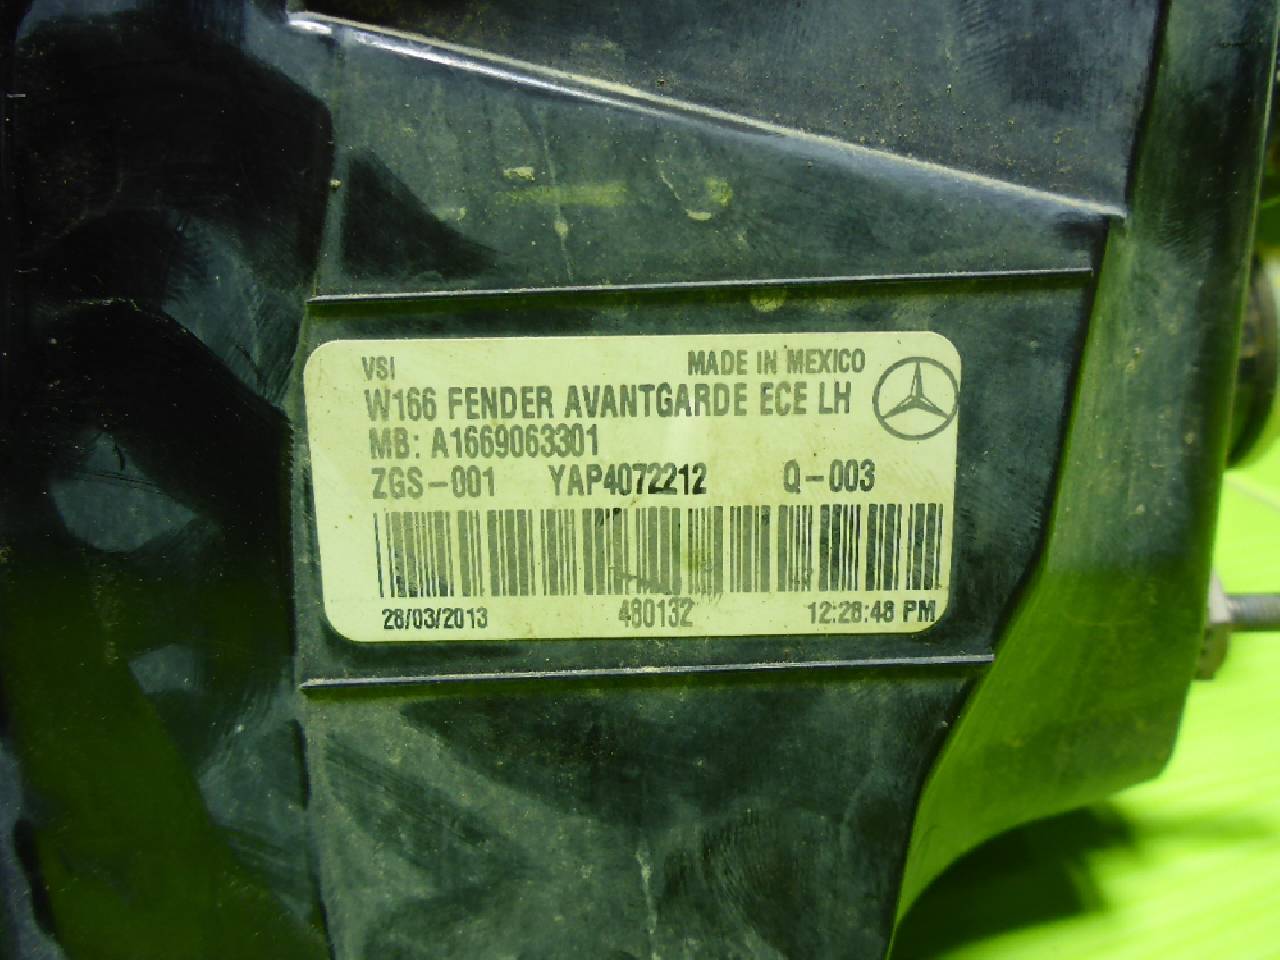 VSI MADE IN MEXICO
W166 FENDER AVANTGARDE ECE LH
MB: A1669063301
ZGS-001 YAP4072212 Q-003
28/03/2013 480132 12:28:48 PM